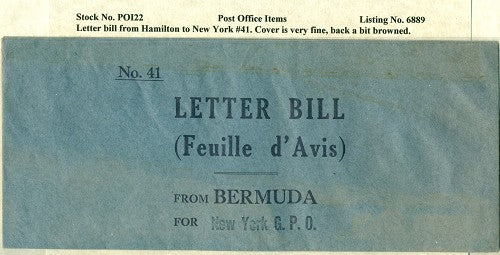 Stock No. POI22 Post Office Items Listing No. 6889
Letter bill from Hamilton to New York #41. Cover is very fine, back a bit browned.
No. 41
LETTER BILL
(Feuille d'Avis)
FROM BERMUDA
FOR New York G. P. O.